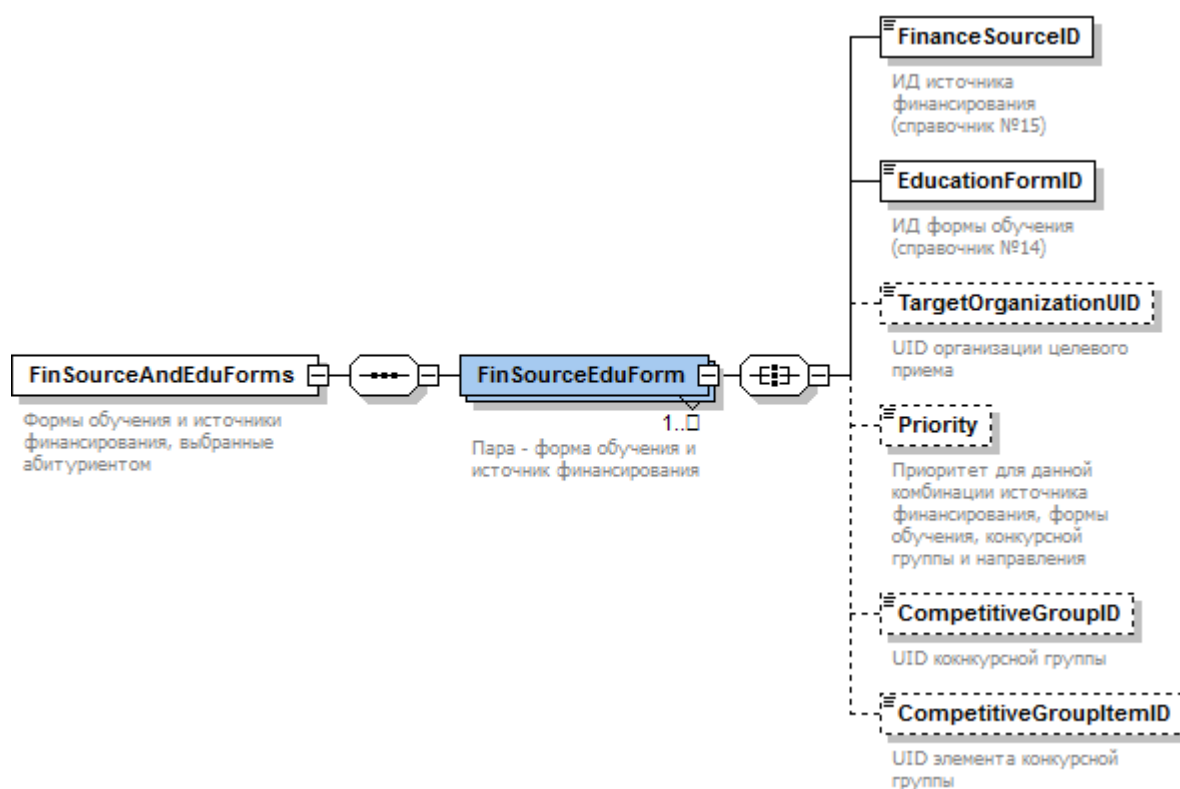 FinanceSourceID
ИД источника
финансирования
(справочник №15)
EducationFormID
ИД формы обучения
(справочник №14)
TargetOrganizationUID
UID организации целевого
приема
FinSourceAndEduForms
Формы обучения и источники
финансирования, выбранные
абитуриентом
FinSourceEduForm
1..□
Пара - форма обучения и
источник финансирования
Priority
Приоритет для данной
комбинации источника
финансирования, формы
обучения, конкурсной
группы и направления
CompetitiveGroupID
UID кокнкурсной группы
CompetitiveGroupItemID
UID элемента конкурсной
группы